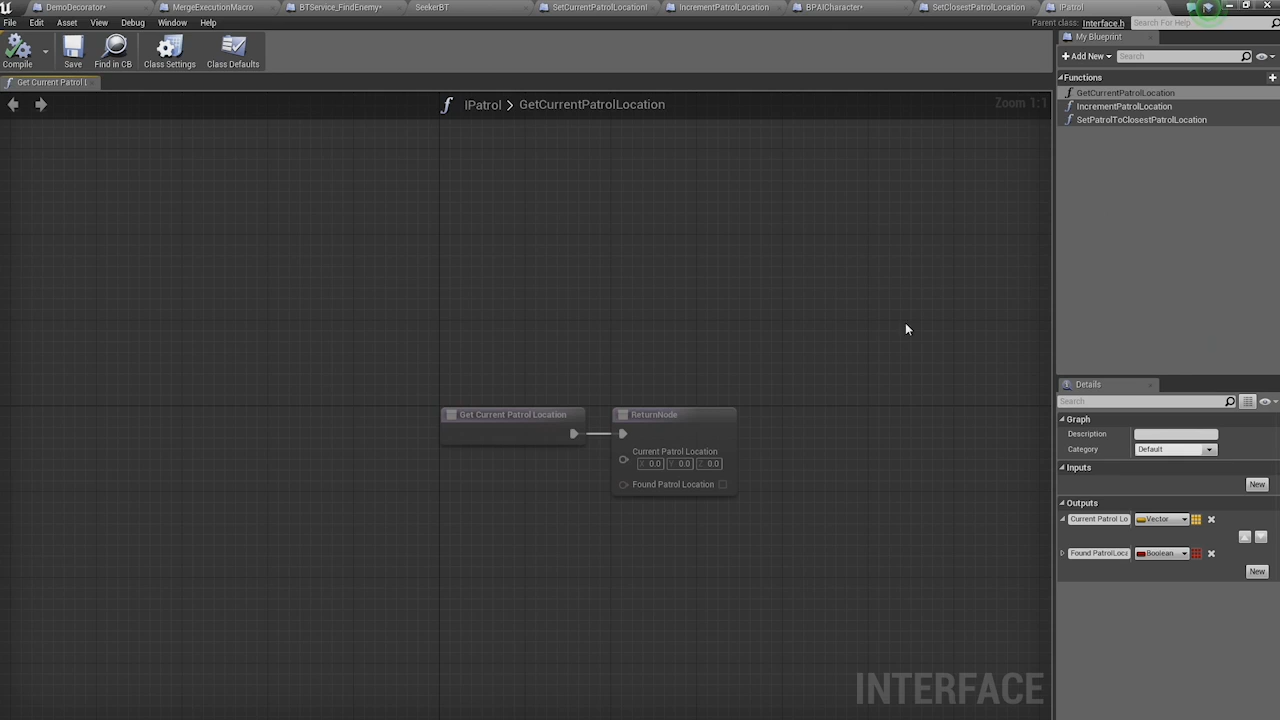 DemoDecorator*
MergeExecutionMacro
BTService_FindEnemy*
SeekerBT
SetCurrentPatrolLocationI
IncrementPatrolLocation
BPAICharacter*
SetClosestPatrolLocation
IPatrol
File Edit Asset View Debug Window Help
Parent class: Interface.h
Search For Help
Compile
Save
Find in CB
Class Settings
Class Defaults
My Blueprint
Add New
Search
Get Current Patrol L
IPatrol > GetCurrentPatrolLocation
Zoom 1:1
Functions
GetCurrentPatrolLocation
IncrementPatrolLocation
SetPatrolToClosestPatrolLocation
Get Current Patrol Location
ReturnNode
Current Patrol Location
X 0.0 Y 0.0 Z 0.0
Found Patrol Location
Details
Search
Graph
Description
Category Default
Inputs
New
Outputs
Current Patrol Lo Vector
Found PatrolLoca Boolean
New
INTERFACE